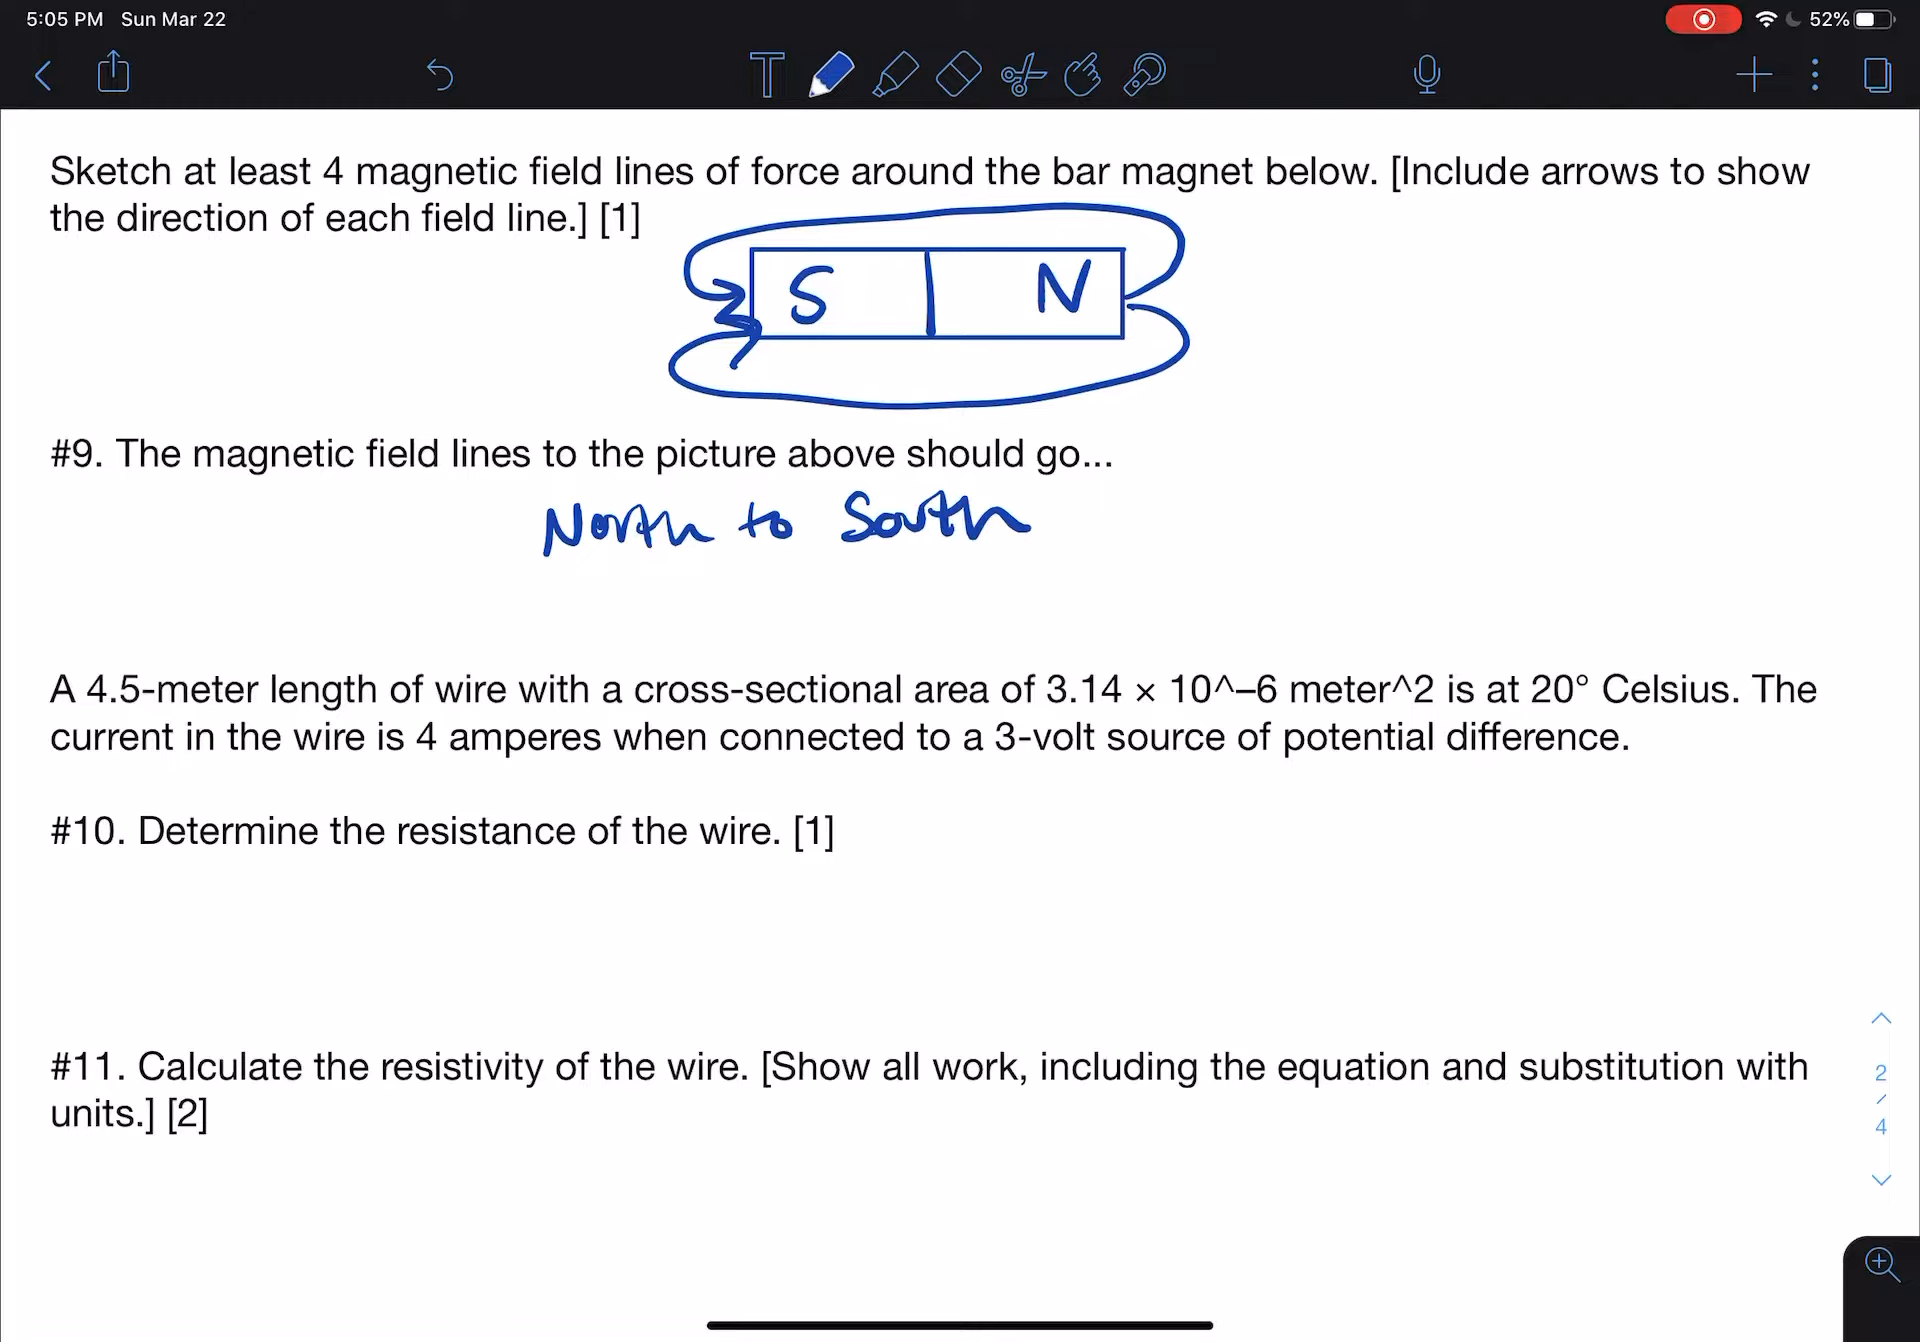 5:05 PM Sun Mar 22
52%
Sketch at least 4 magnetic field lines of force around the bar magnet below. [Include arrows to show
the direction of each field line.] [1]
S N
#9. The magnetic field lines to the picture above should go...
North to South
A 4.5-meter length of wire with a cross-sectional area of 3.14 × 10^–6 meter^2 is at 20° Celsius. The
current in the wire is 4 amperes when connected to a 3-volt source of potential difference.
#10. Determine the resistance of the wire. [1]
#11. Calculate the resistivity of the wire. [Show all work, including the equation and substitution with
units.] [2]
2
/
4